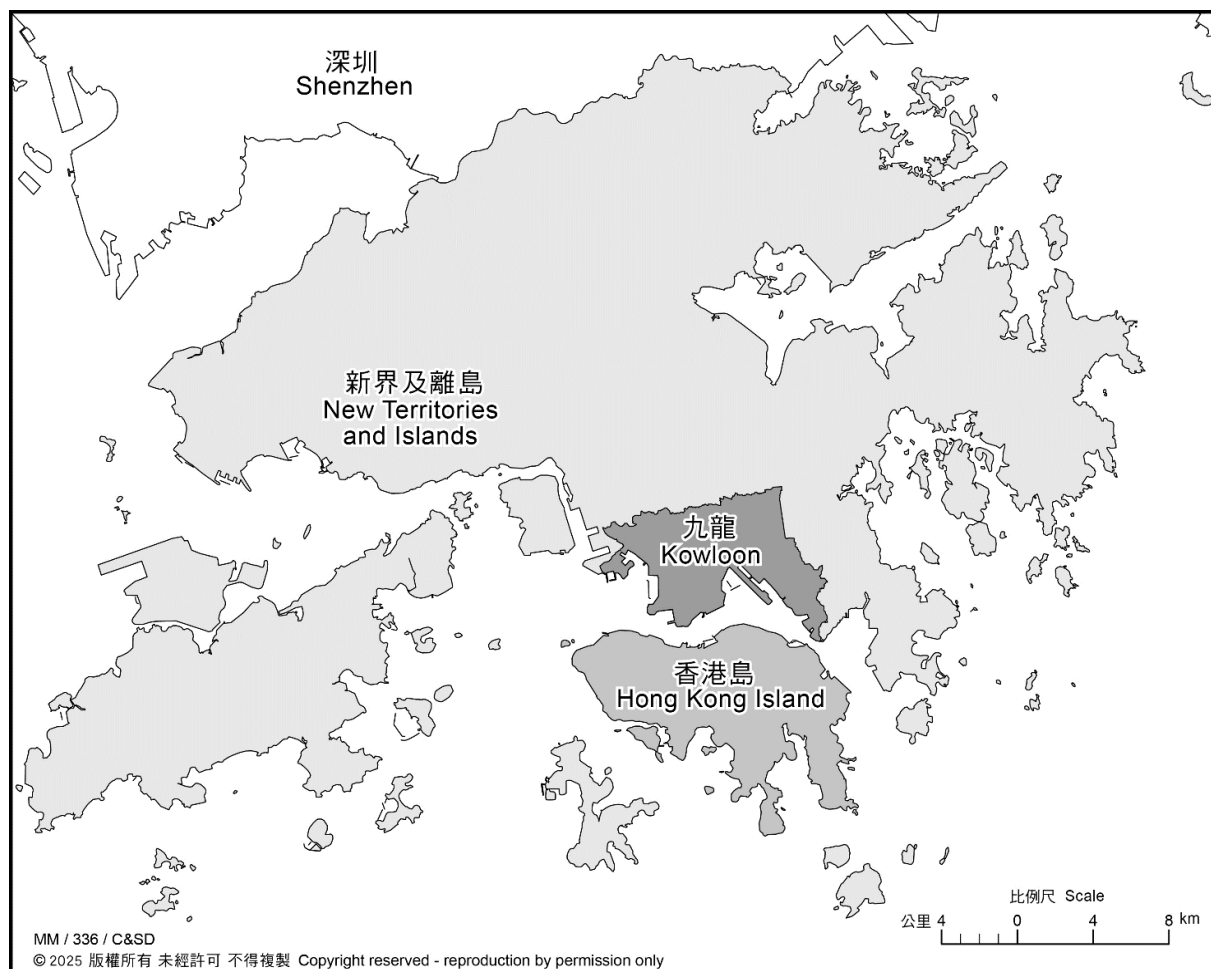 深圳
Shenzhen
新界及離島
New Territories
and Islands
九龍
Kowloon
香港島
Hong Kong Island
比例尺 Scale
公里 4 0 4 8 km
MM / 336 / C&SD
© 2025 版權所有 未經許可 不得複製 Copyright reserved - reproduction by permission only